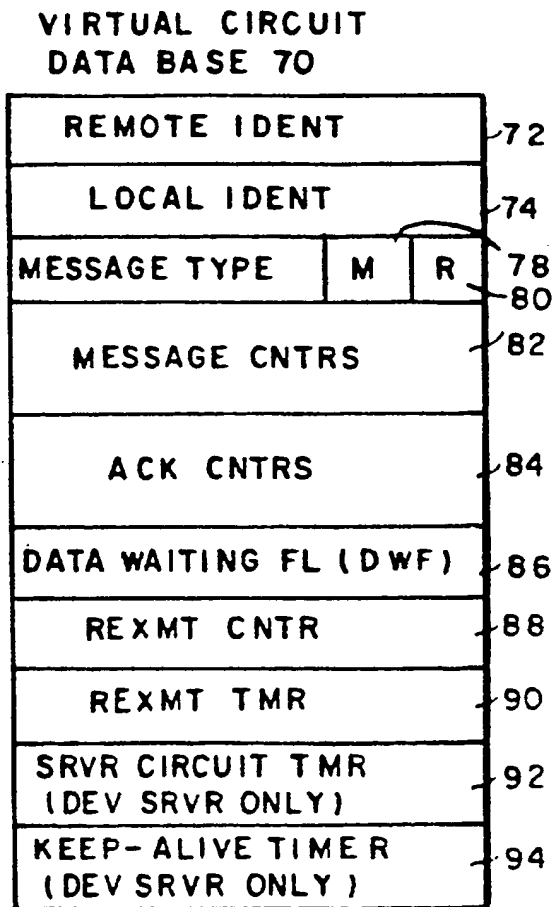 VIRTUAL CIRCUIT
DATA BASE 70
REMOTE IDENT 72
LOCAL IDENT 74
MESSAGE TYPE M R 78
80
MESSAGE CNTRS 82
ACK CNTRS 84
DATA WAITING FL (DWF) 86
REXMT CNTR 88
REXMT TMR 90
SRVR CIRCUIT TMR 92
(DEV SRVR ONLY)
KEEP-ALIVE TIMER 94
(DEV SRVR ONLY)